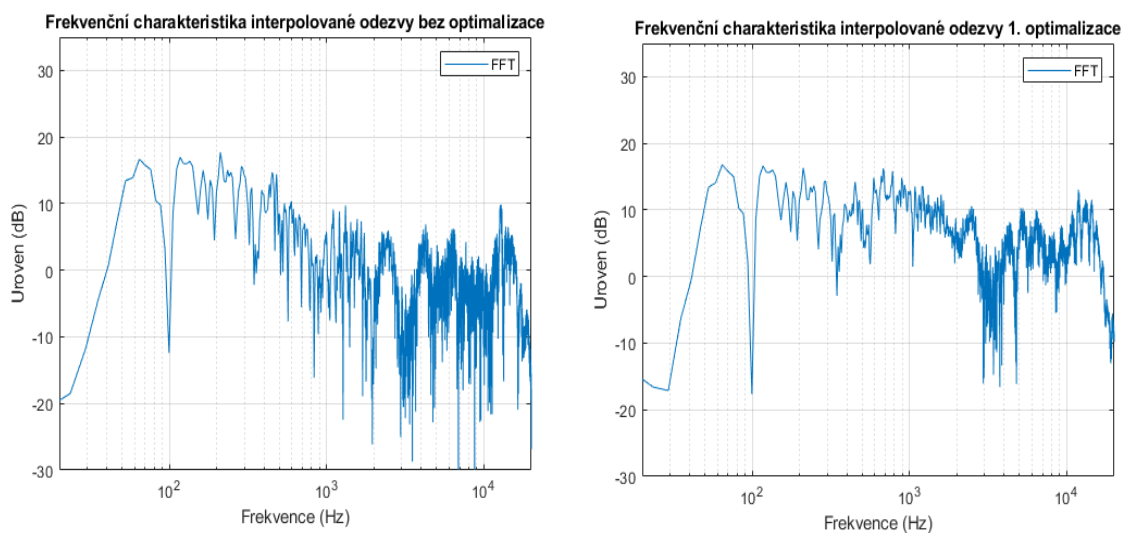 Frekvenční charakteristika interpolované odezvy bez optimalizace
FFT
30
20
10
0
-10
-20
-30
Uroven (dB)
10^2
10^3
10^4
Frekvence (Hz)
Frekvenční charakteristika interpolované odezvy 1. optimalizace
FFT
30
20
10
0
-10
-20
-30
Uroven (dB)
10^2
10^3
10^4
Frekvence (Hz)